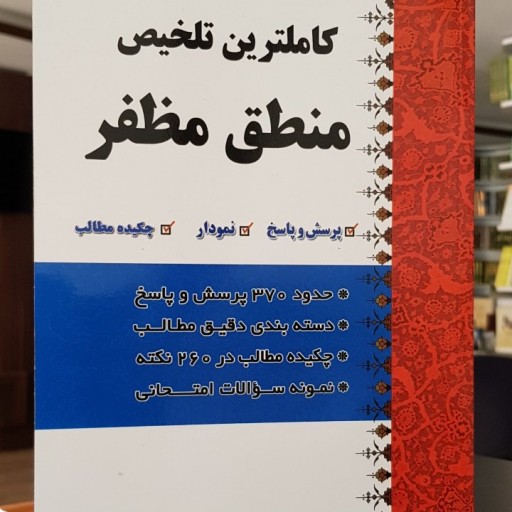 کاملترین تلخیص
منطق مظفر
پرسش و پاسخ نمودار چکیده مطالب
* حدود ۳۷۰ پرسش و پاسخ
* دسته بندی دقیق مطالب
* چکیده مطالب در ۲۶۰ نکته
* نمونه سؤالات امتحانی